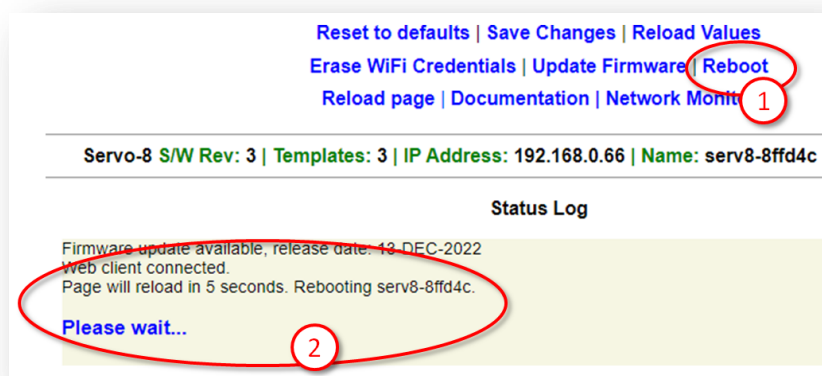 Reset to defaults | Save Changes | Reload Values
Erase WiFi Credentials | Update Firmware | Reboot
Reload page | Documentation | Network Monit
1
Servo-8 S/W Rev: 3 | Templates: 3 | IP Address: 192.168.0.66 | Name: serv8-8ffd4c
Status Log
Firmware update available, release date: 13-DEC-2022
Web client connected.
Page will reload in 5 seconds. Rebooting serv8-8ffd4c.
Please wait...
2